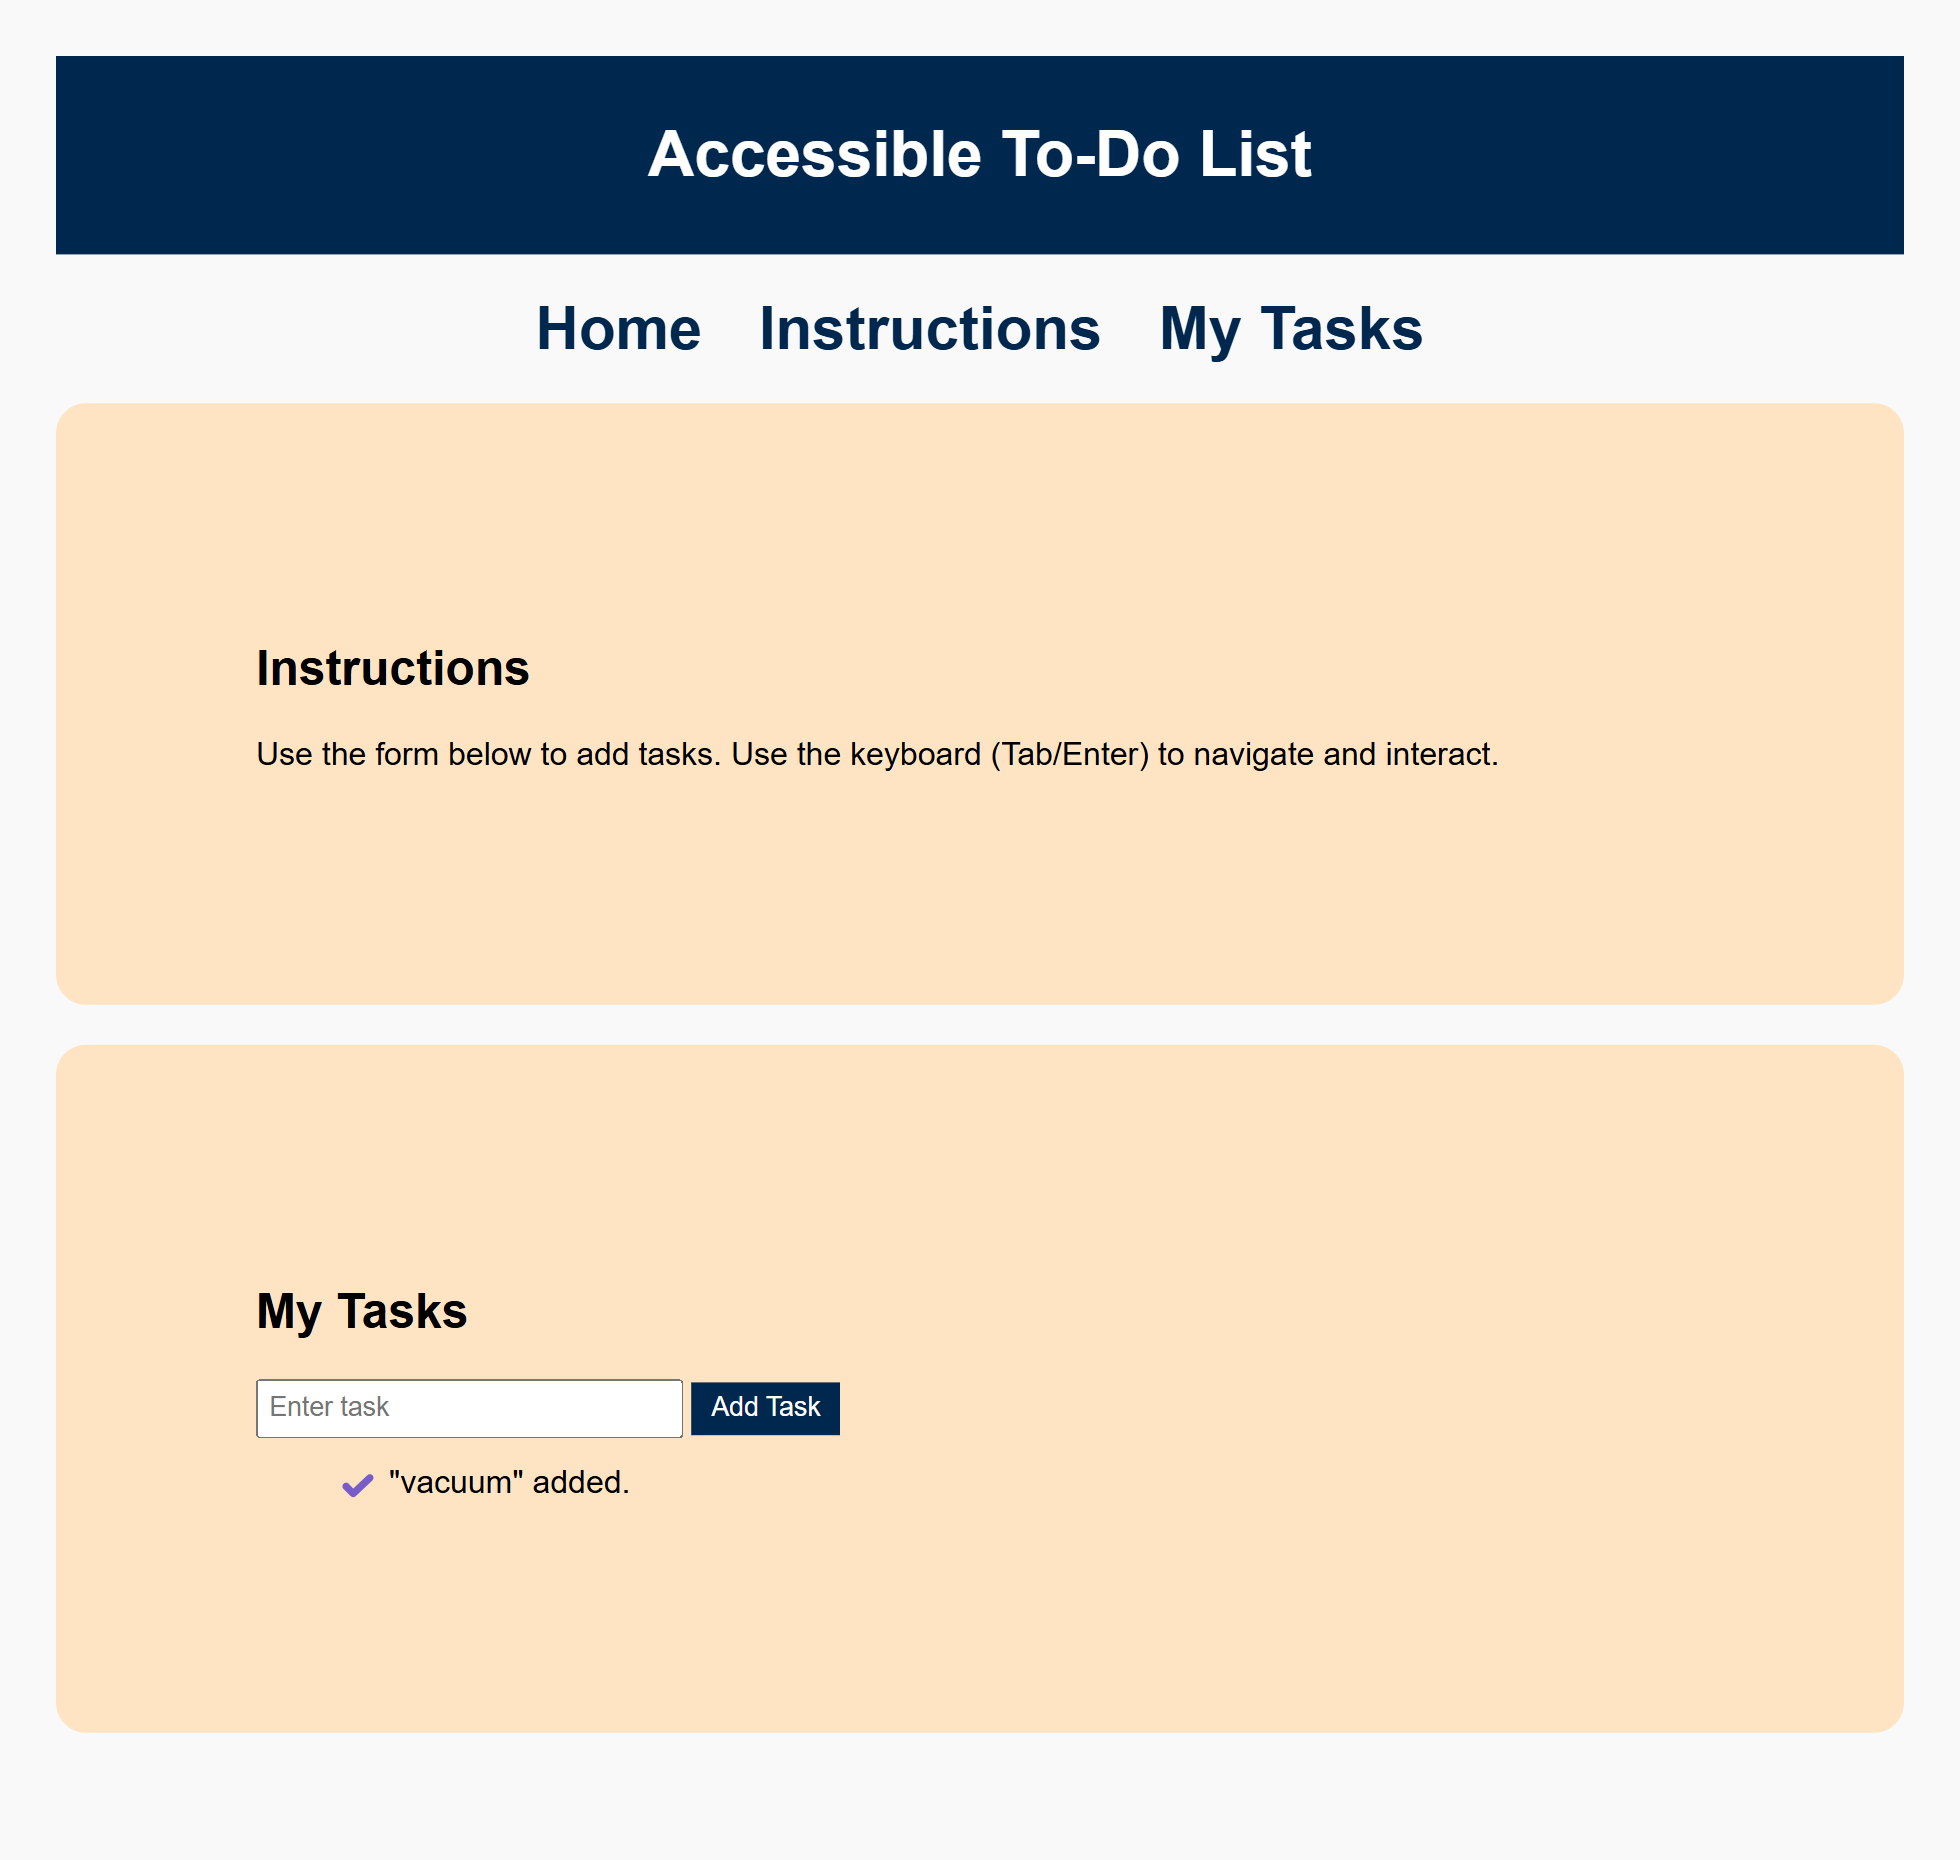 Accessible To-Do List
Home Instructions My Tasks
Instructions
Use the form below to add tasks. Use the keyboard (Tab/Enter) to navigate and interact.
My Tasks
Enter task Add Task
"vacuum" added.